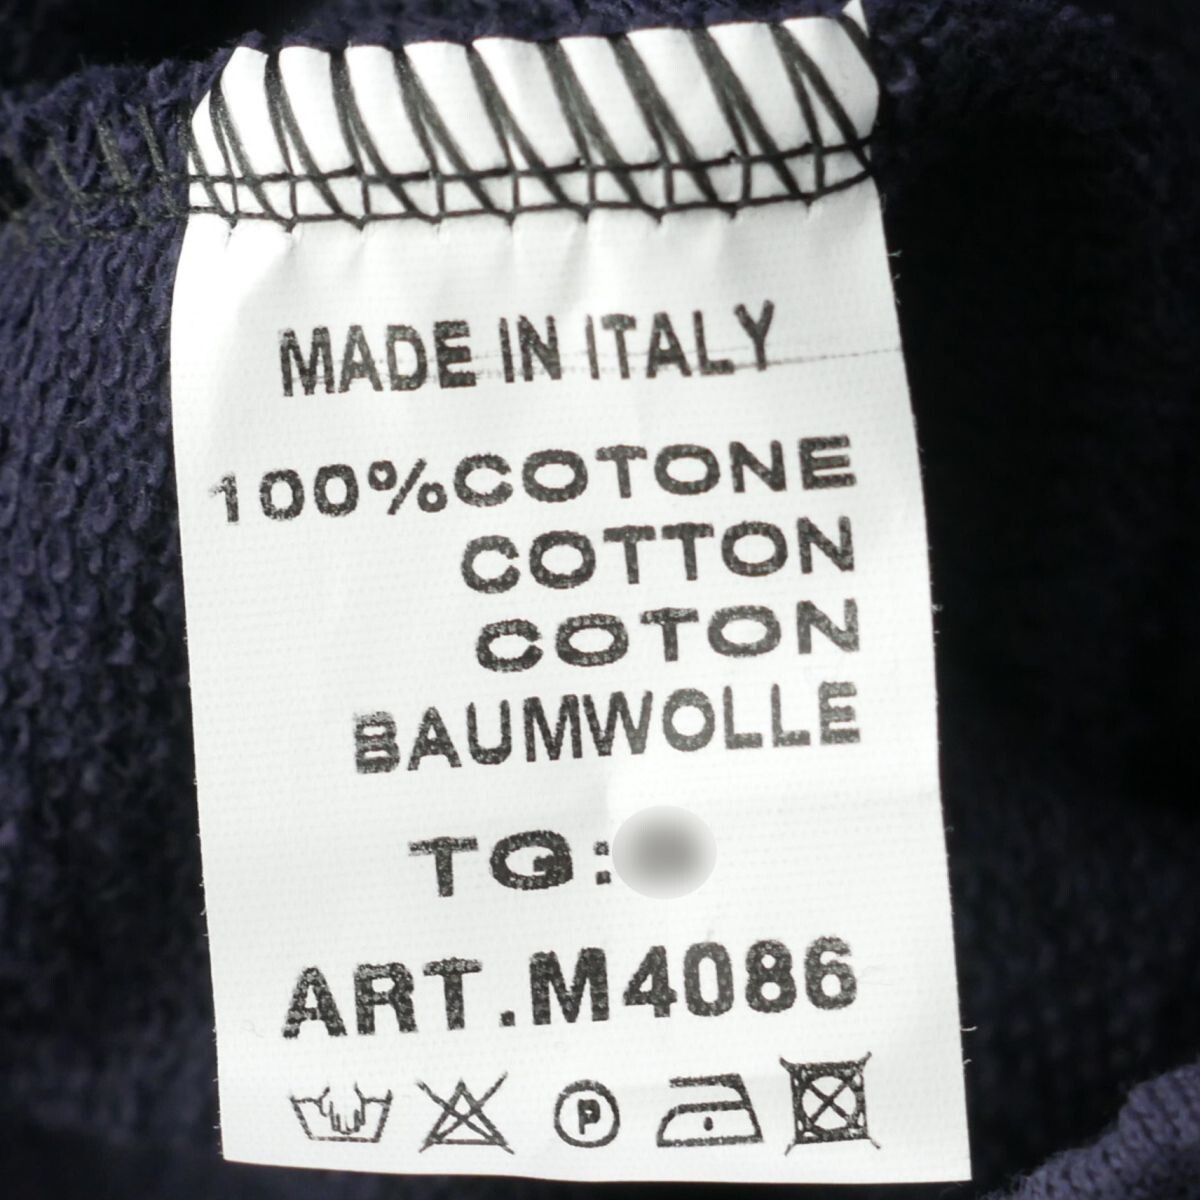 MADE IN ITALY
100%COTONE
COTTON
COTON
BAUMWOLLE
TG:
ART.M4086
P